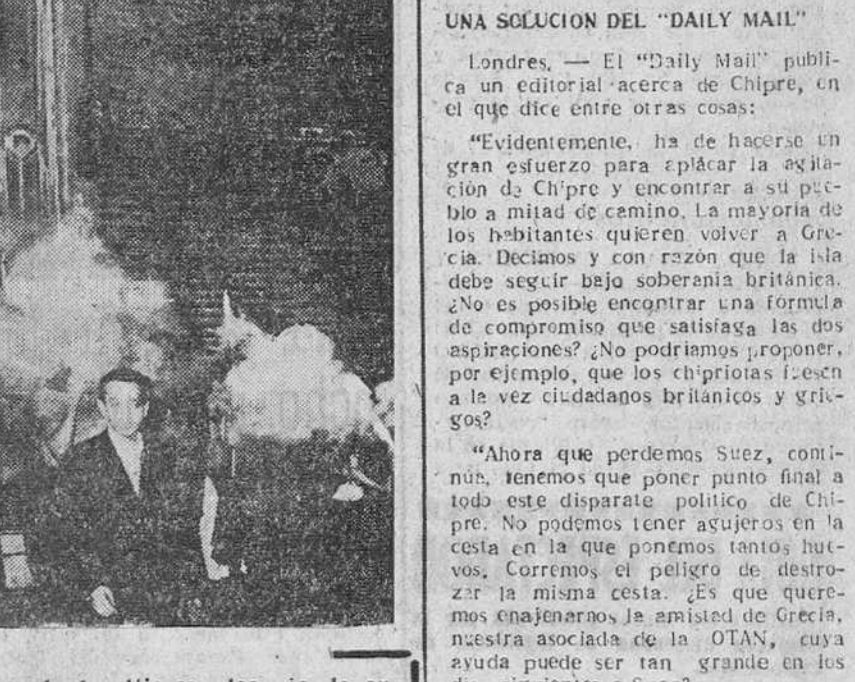 UNA SOLUCION DEL "DAILY MAIL"
Londres. — El "Daily Mail" publi-
ca un editorial acerca de Chipre, en
el que dice entre otras cosas:
"Evidentemente, ha de hacerse un
gran esfuerzo para aplacar la agita-
ción de Chipre y encontrar a su pue-
blo a mitad de camino. La mayoría de
los habitantes quieren volver a Gre-
cia. Decimos y con razón que la isla
debe seguir bajo soberanía británica.
¿No es posible encontrar una fórmula
de compromiso que satisfaga las dos
aspiraciones? ¿No podríamos proponer,
por ejemplo, que los chipriotas fuesen
a la vez ciudadanos británicos y grie-
gos?
"Ahora que perdemos Suez, conti-
núa, tenemos que poner punto final a
todo este disparate político de Chi-
pre. No podemos tener agujeros en la
cesta en la que ponemos tantos hue-
vos. Corremos el peligro de destro-
zar la misma cesta. ¿Es que quere-
mos enajenarnos la amistad de Grecia,
nuestra asociada de la OTAN, cuya
ayuda puede ser tan grande en los